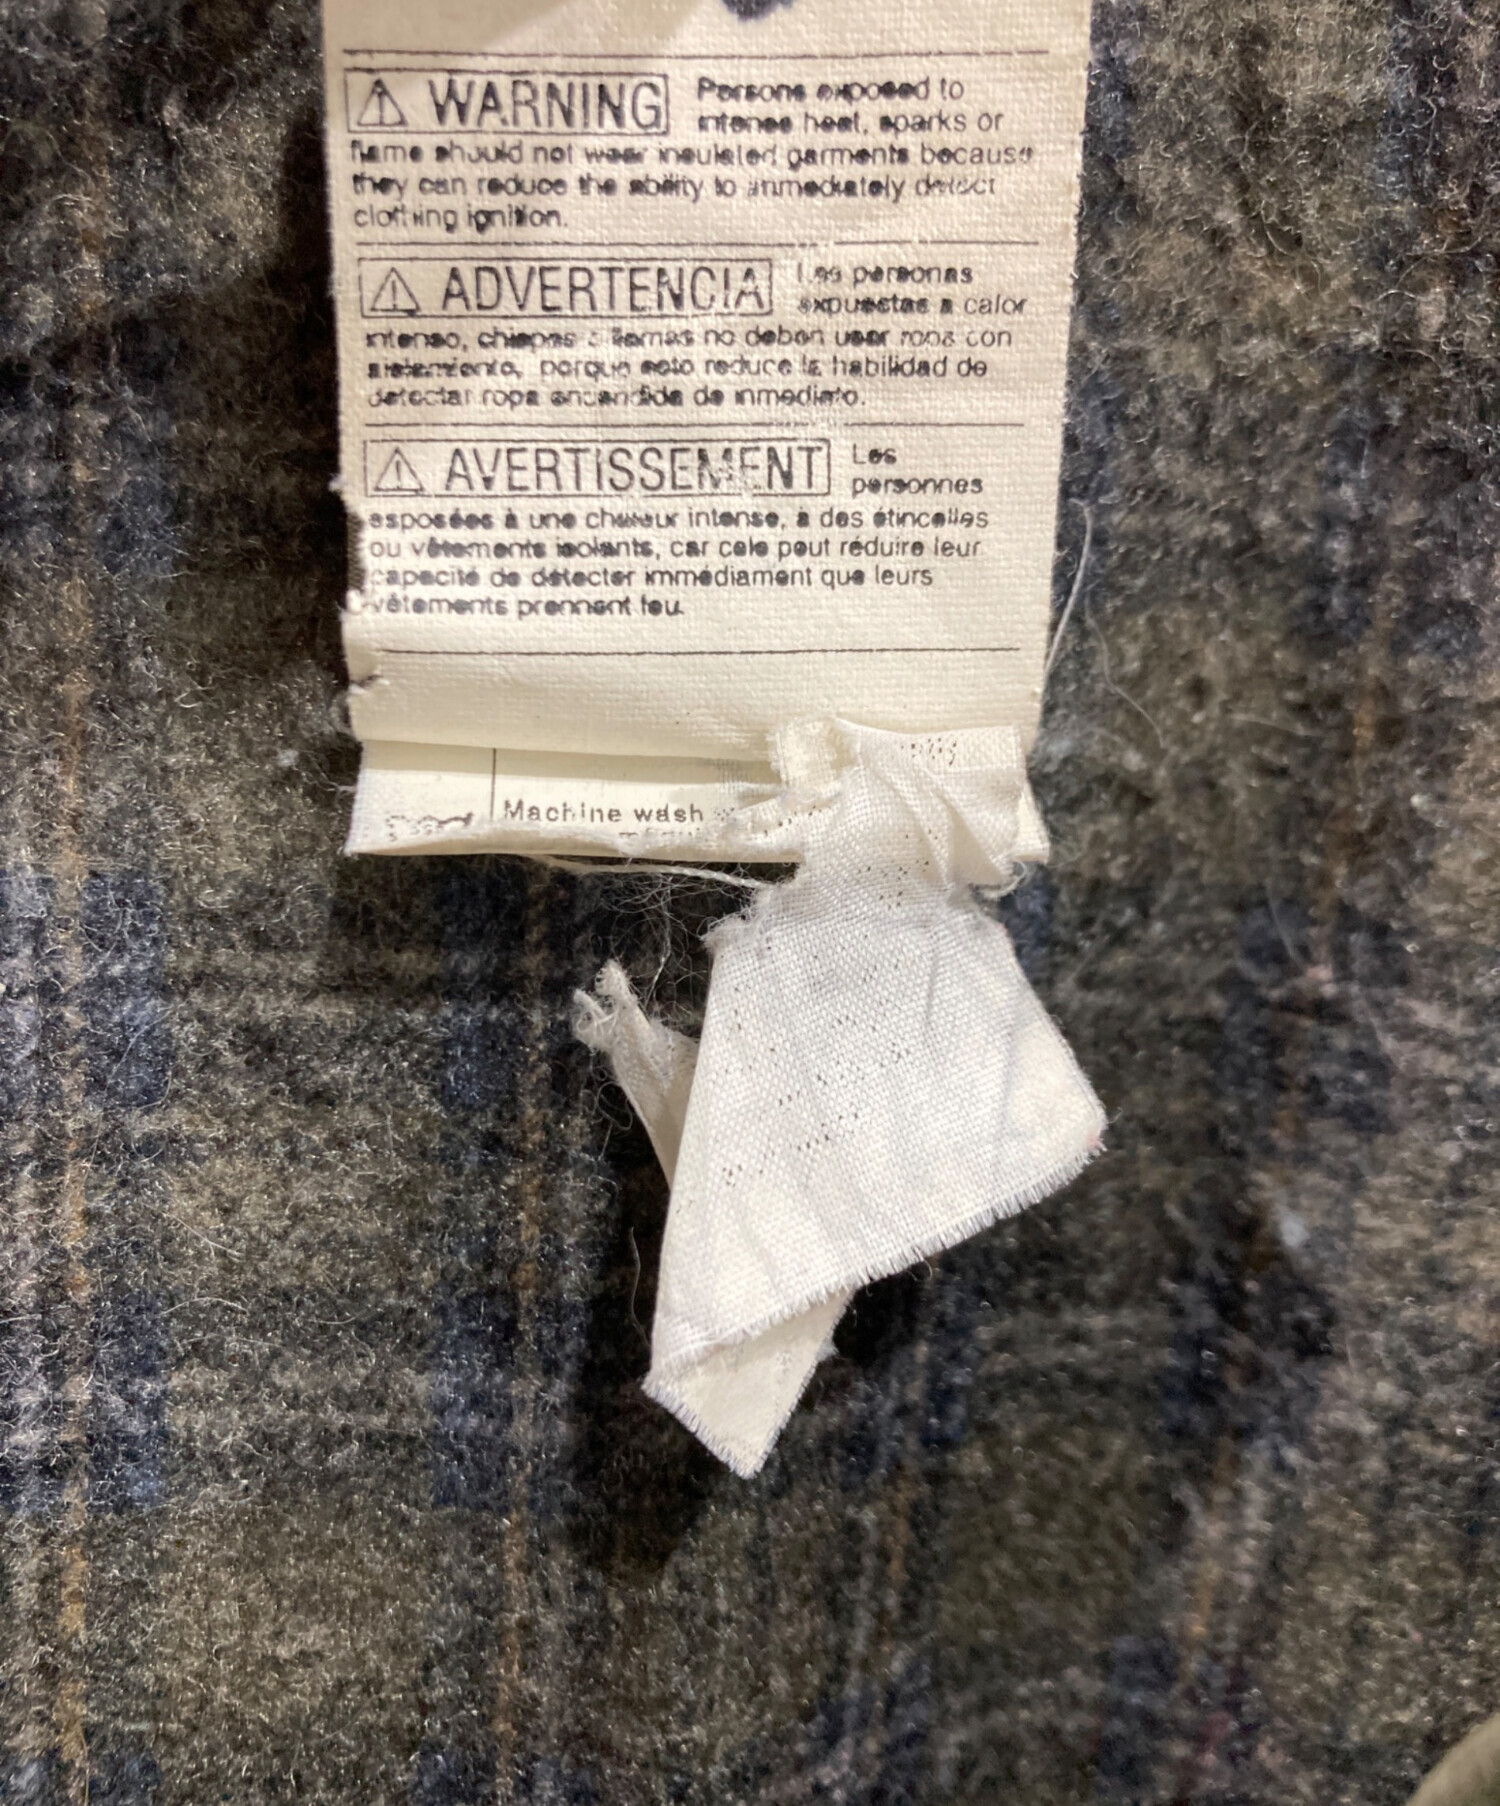 WARNING Persons exposed to
intense heat, sparks or
flame should not wear insulated garments because
they can reduce the ability to immediately detect
clothing ignition.
ADVERTENCIA Las personas
expuestas a calor
intenso, chispas o llamas no deben usar ropa con
aislamiento, porque esto reduce la habilidad de
detectar ropa encendida de inmediato.
AVERTISSEMENT Les
personnes
esposées à une chaleur intense, à des étincelles
ou vêtements isolants, car cela peut réduire leur
capacité de détecter immédiament que leurs
vêtements prennent feu.
Machine wash